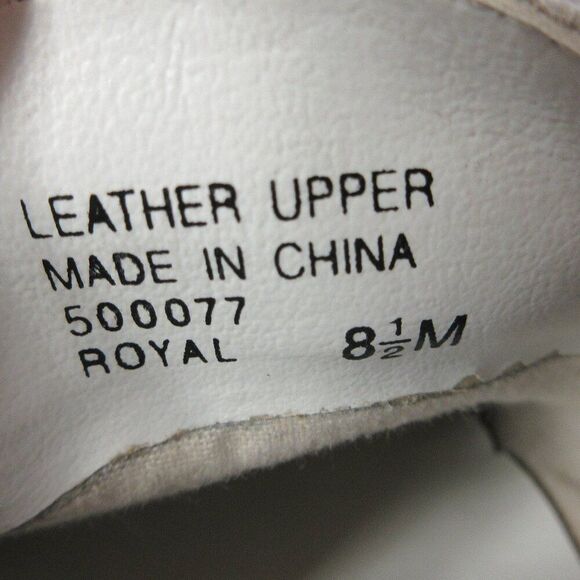 LEATHER UPPER
MADE IN CHINA
500077
ROYAL 8½M